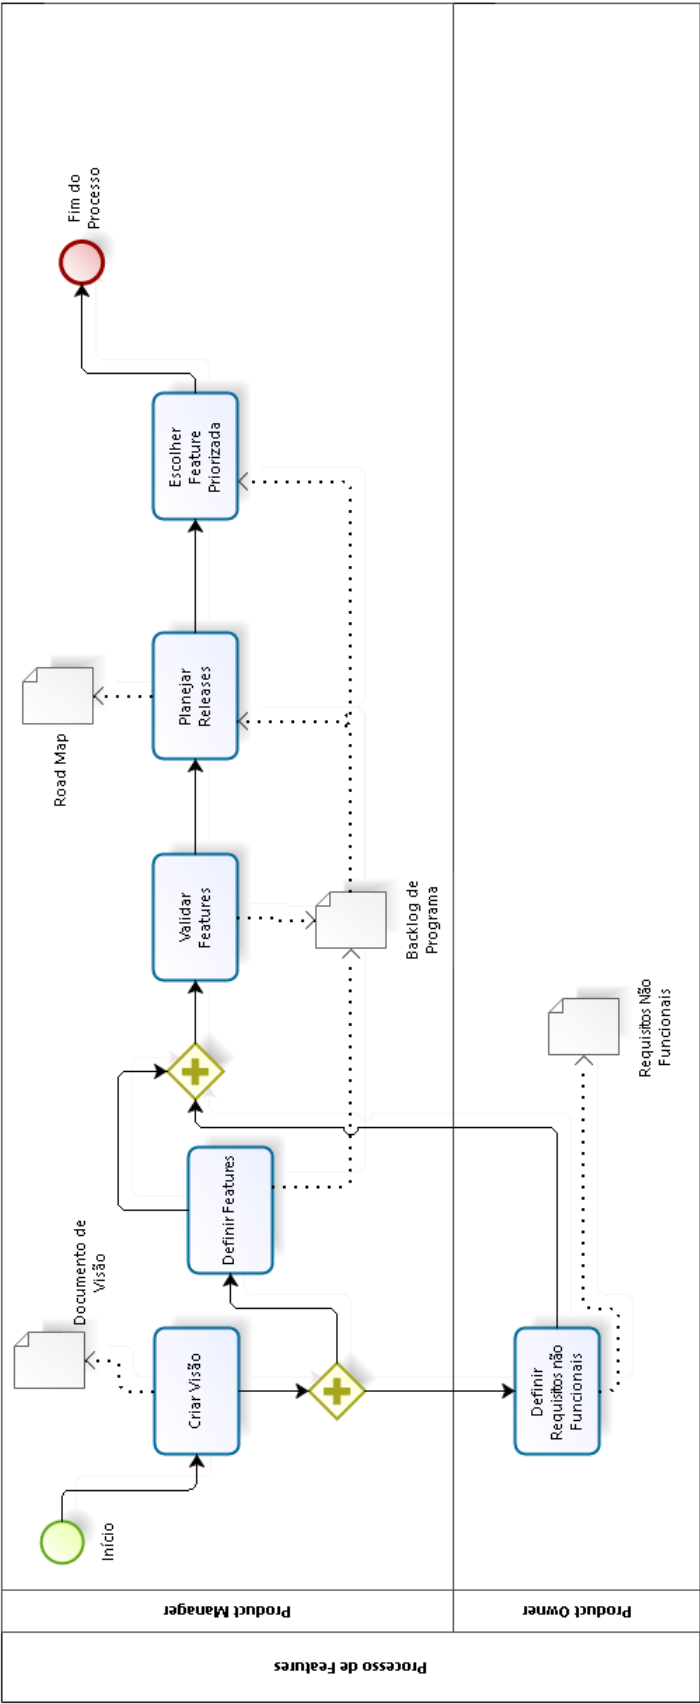 Processo de Features
Product Manager
Product Owner
Início
Criar Visão
Documento de
Visão
Definir Features
Definir
Requisitos não
Funcionais
Requisitos Não
Funcionais
Validar
Features
Backlog de
Programa
Planejar
Releases
Road Map
Escolher
Feature
Priorizada
Fim do
Processo